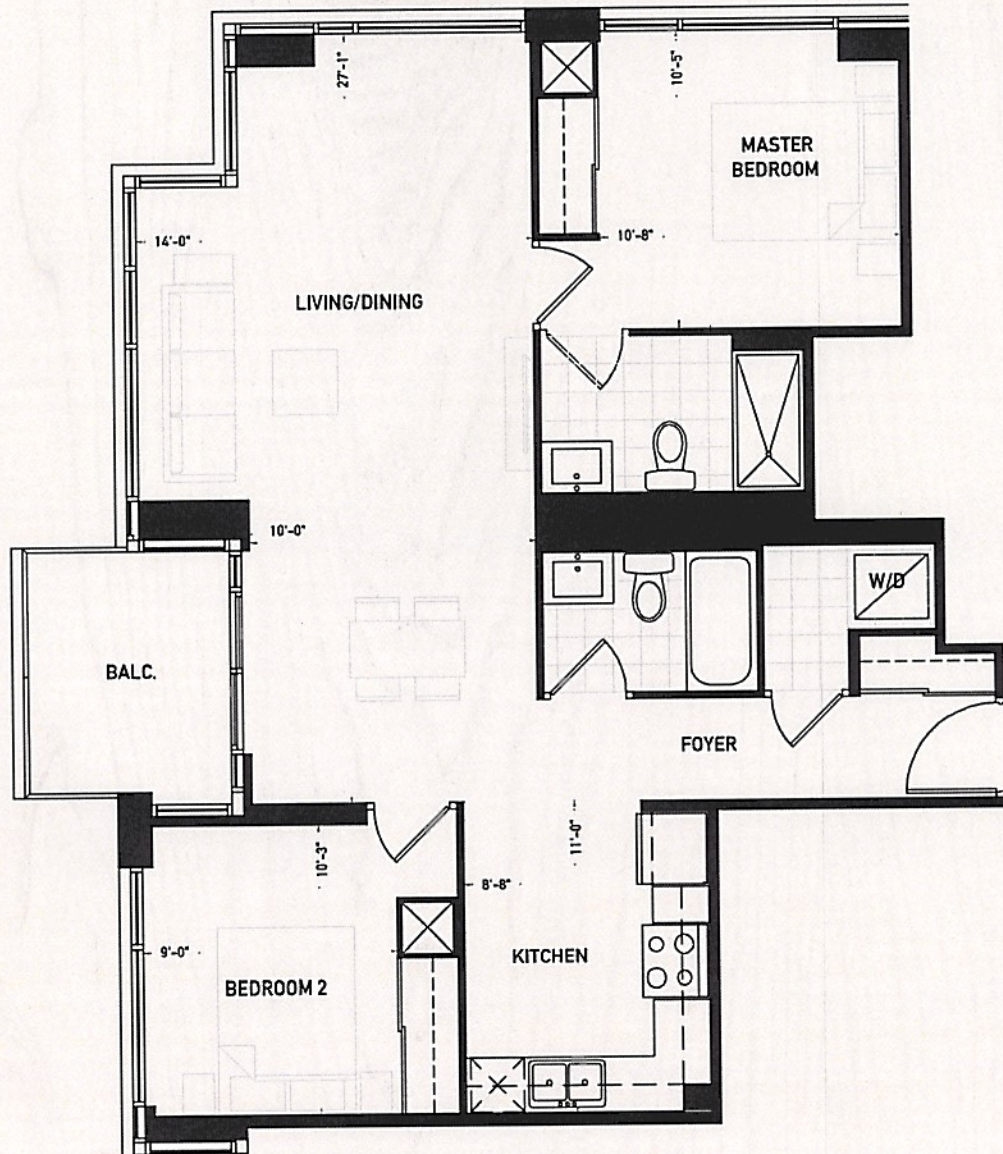 27'-1"
10'-5"
MASTER
BEDROOM
14'-0"
10'-8"
LIVING/DINING
10'-0"
W/D
BALC.
FOYER
10'-3"
11'-0"
8'-8"
9'-0"
KITCHEN
BEDROOM 2